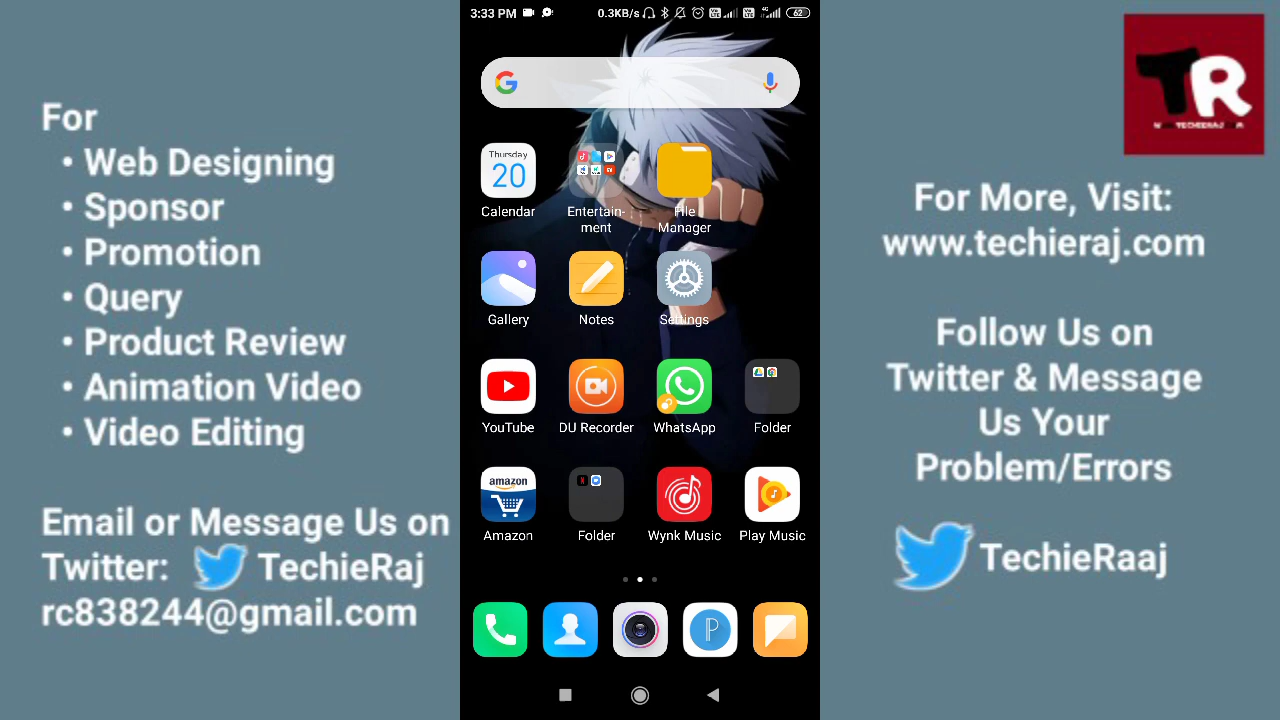 For
• Web Designing
• Sponsor
• Promotion
• Query
• Product Review
• Animation Video
• Video Editing
Email or Message Us on
Twitter: TechieRaj
rc838244@gmail.com
3:33 PM 0.3KB/s 62
Thursday
20
Calendar
Entertain-
ment
File
Manager
Gallery
Notes
Settings
YouTube
DU Recorder
WhatsApp
Folder
amazon
Amazon
Folder
Wynk Music
Play Music
TR
For More, Visit:
www.techieraj.com
Follow Us on
Twitter & Message
Us Your
Problem/Errors
TechieRaaj